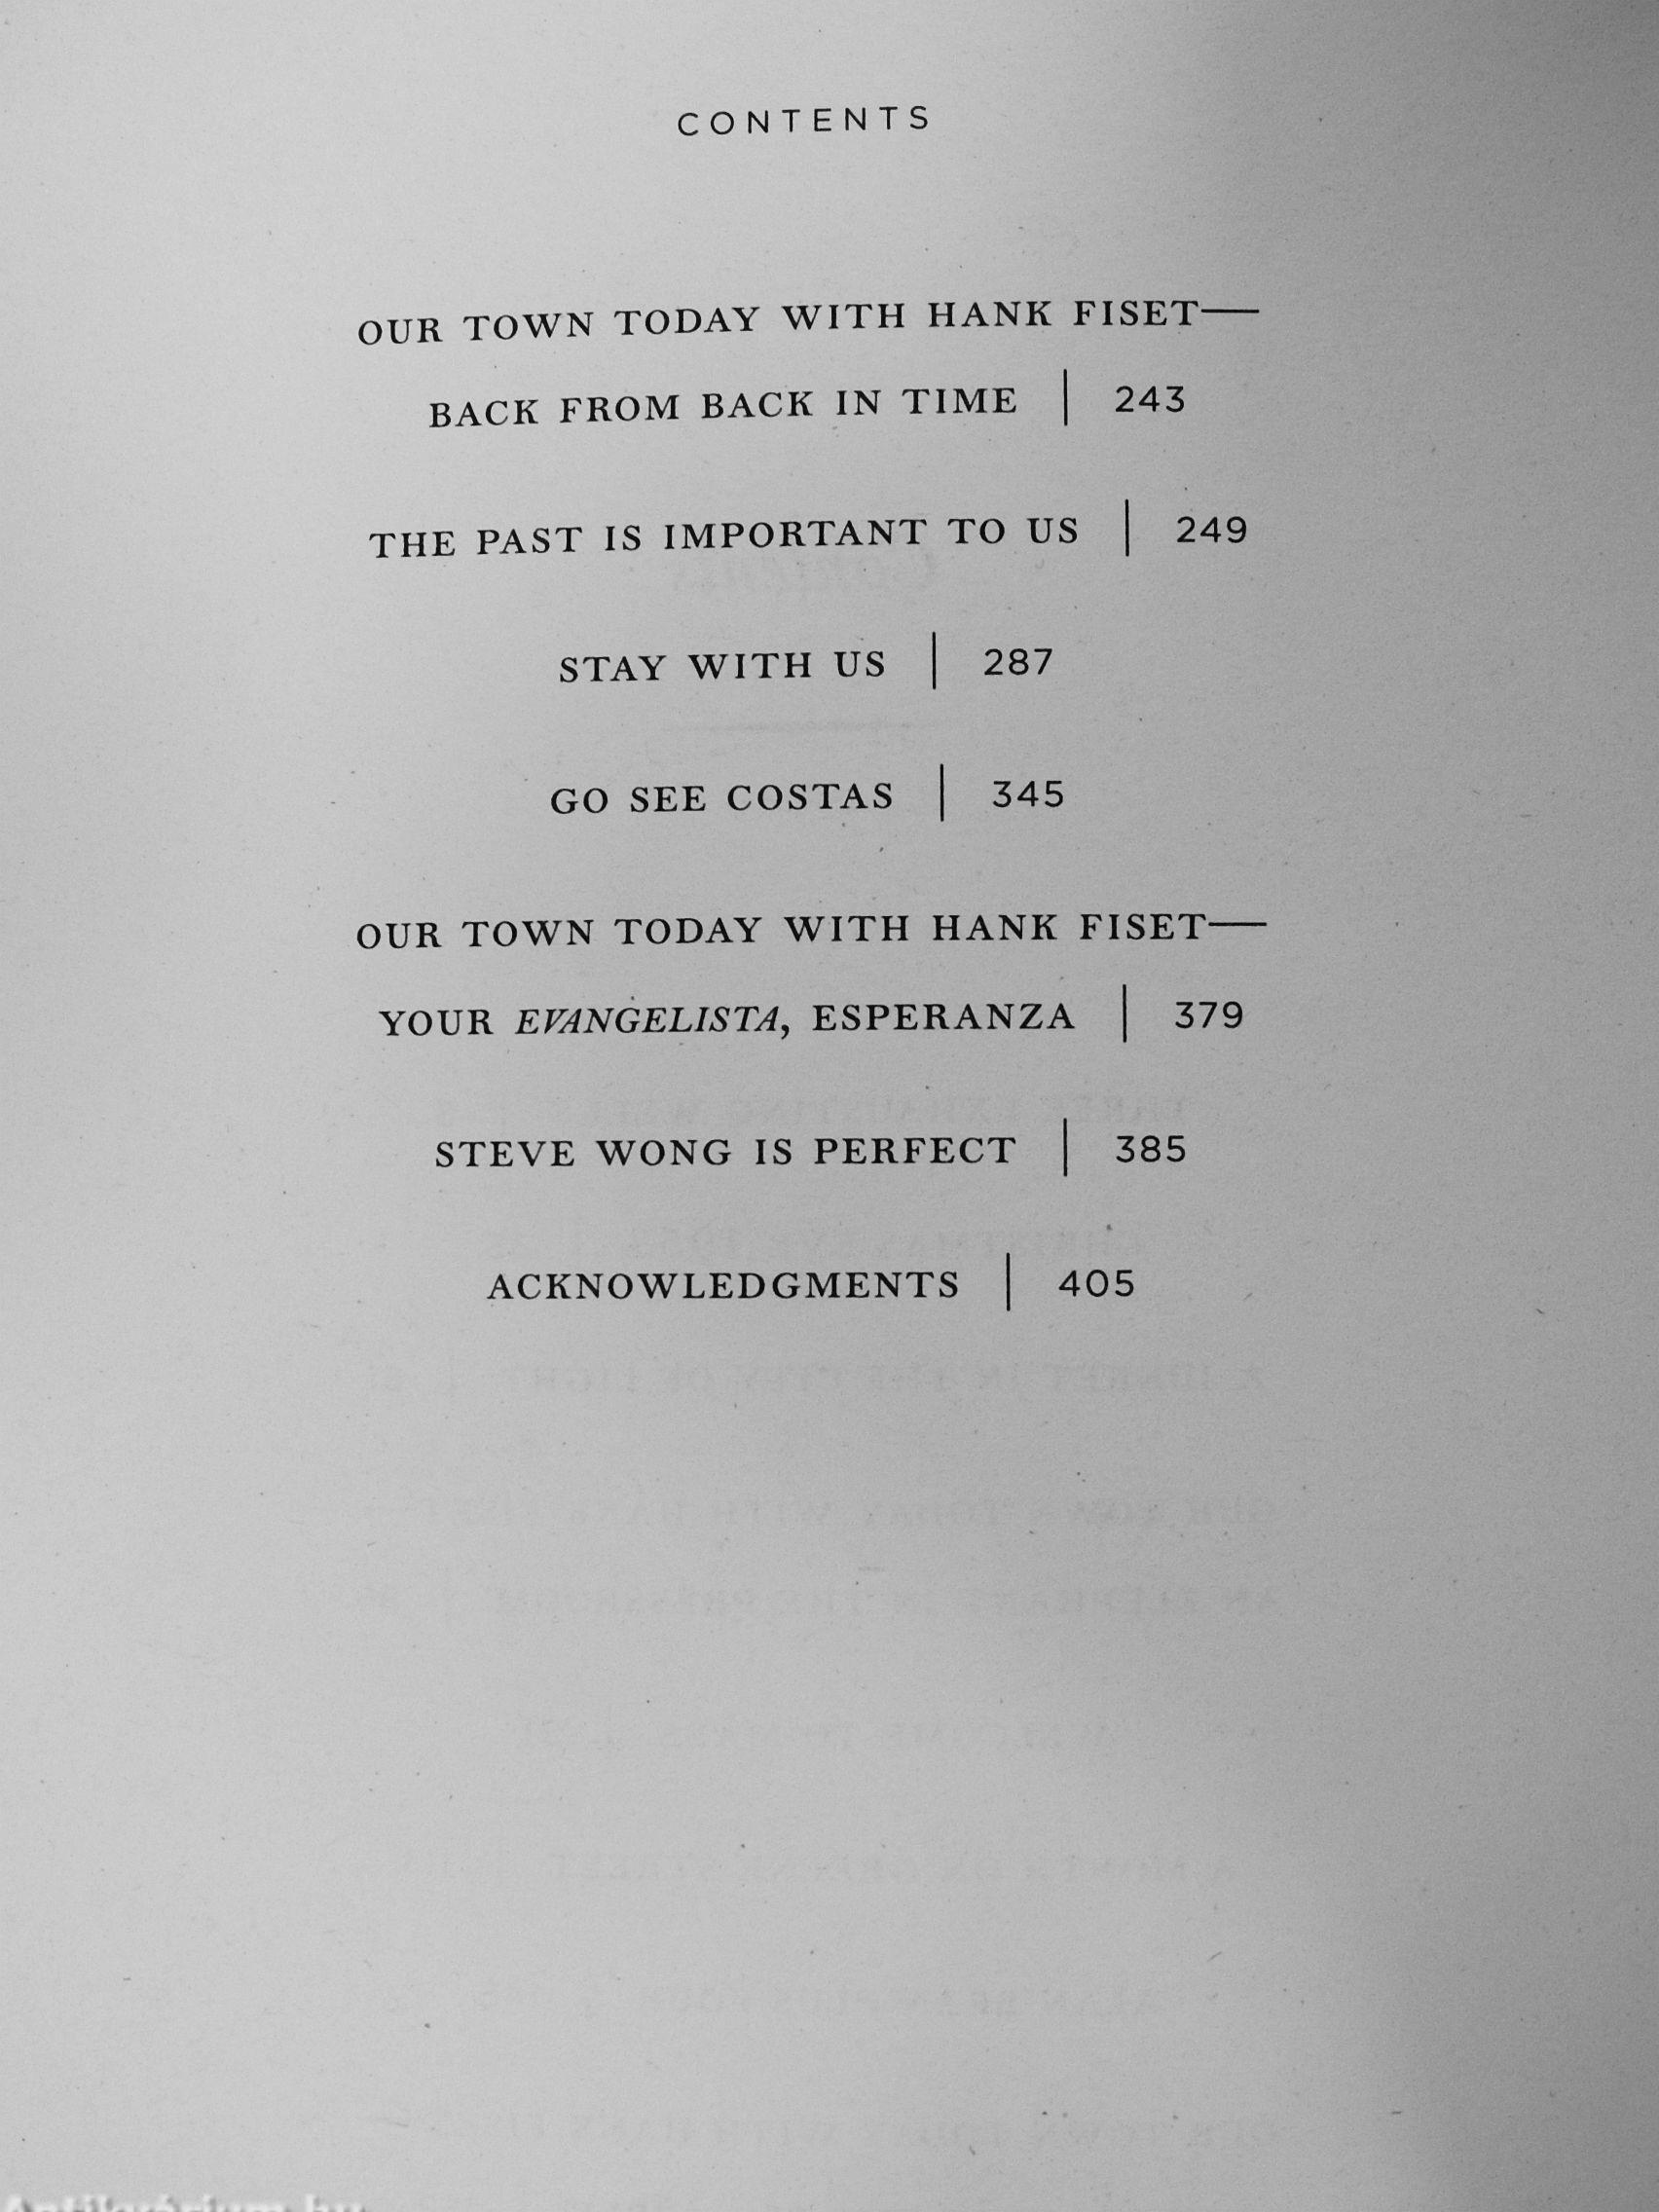 CONTENTS
OUR TOWN TODAY WITH HANK FISET—
BACK FROM BACK IN TIME | 243
THE PAST IS IMPORTANT TO US | 249
STAY WITH US | 287
GO SEE COSTAS | 345
OUR TOWN TODAY WITH HANK FISET—
YOUR EVANGELISTA, ESPERANZA | 379
STEVE WONG IS PERFECT | 385
ACKNOWLEDGMENTS | 405